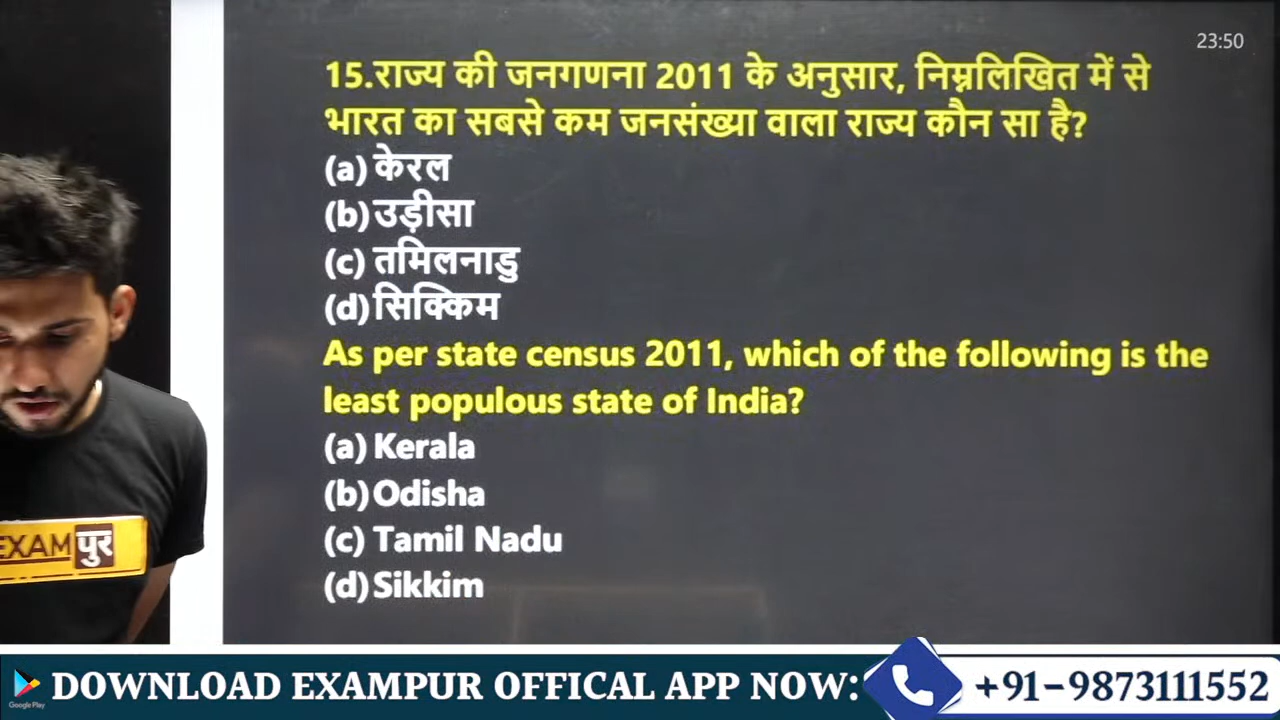 23:50
15.राज्य की जनगणना 2011 के अनुसार, निम्नलिखित में से
भारत का सबसे कम जनसंख्या वाला राज्य कौन सा है?
(a) केरल
(b) उड़ीसा
(c) तमिलनाडु
(d) सिक्किम
As per state census 2011, which of the following is the
least populous state of India?
(a) Kerala
(b) Odisha
(c) Tamil Nadu
(d) Sikkim
EXAM पुर
Google Play
DOWNLOAD EXAMPUR OFFICAL APP NOW:
+91-9873111552